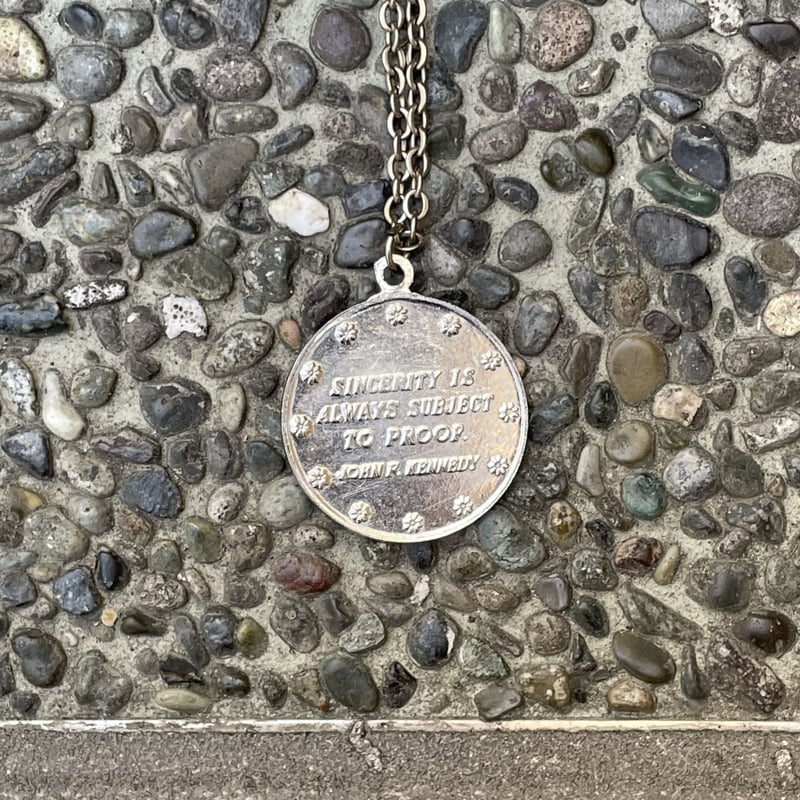 SINCERITY IS
ALWAYS SUBJECT
TO PROOF.
JOHN F. KENNEDY